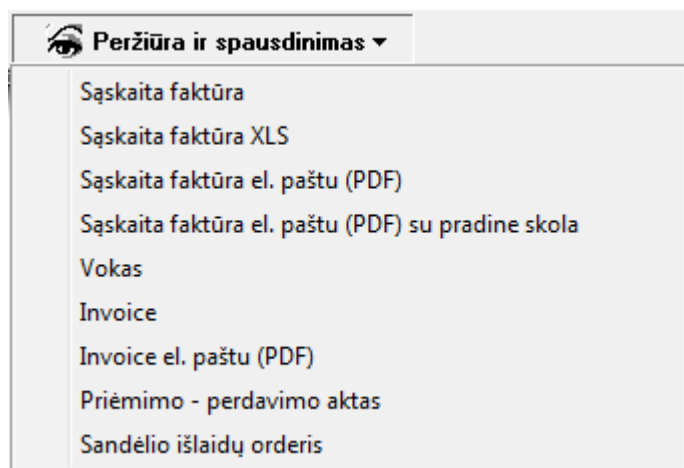 Peržiūra ir spausdinimas
Sąskaita faktūra
Sąskaita faktūra XLS
Sąskaita faktūra el. paštu (PDF)
Sąskaita faktūra el. paštu (PDF) su pradine skola
Vokas
Invoice
Invoice el. paštu (PDF)
Priėmimo - perdavimo aktas
Sandėlio išlaidų orderis